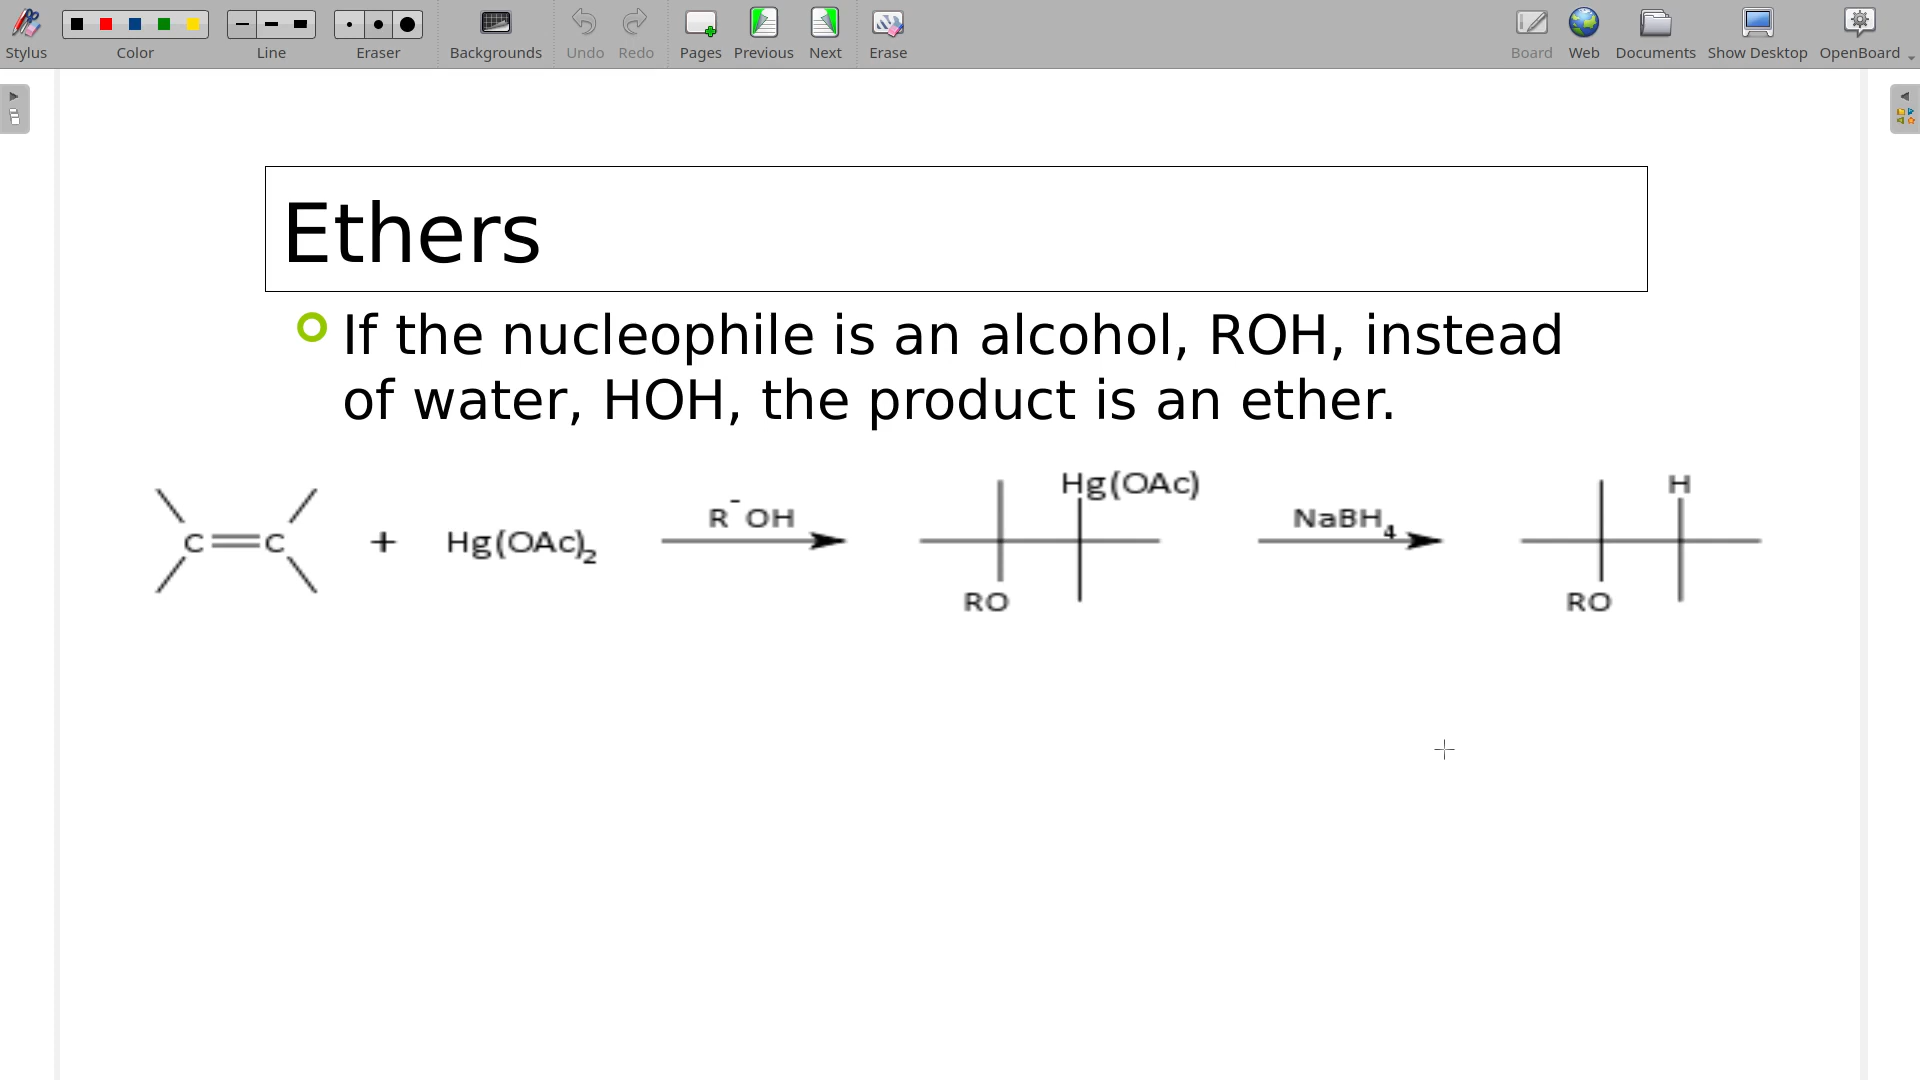 Stylus Color Line Eraser Backgrounds Undo Redo Pages Previous Next Erase Board Web Documents Show Desktop OpenBoard
Ethers
If the nucleophile is an alcohol, ROH, instead
of water, HOH, the product is an ether.
C C + Hg(OAc)2 R¯OH Hg(OAc) RO NaBH4 H RO